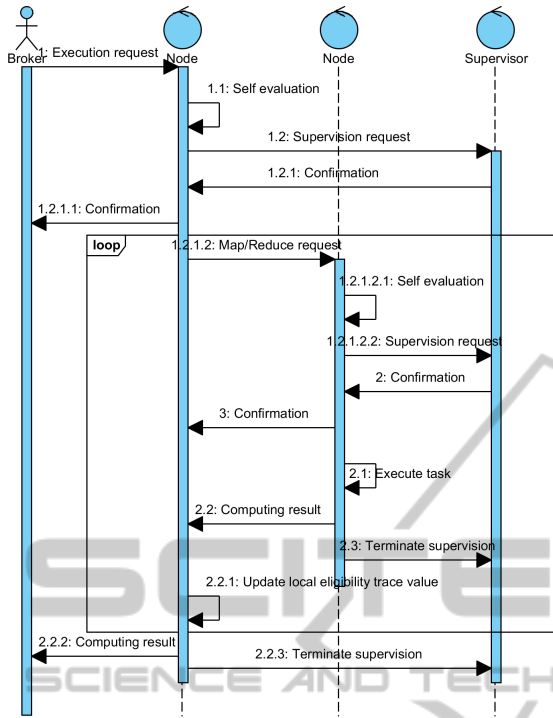 Broker
Node
Node
Supervisor
1: Execution request
1.1: Self evaluation
1.2: Supervision request
1.2.1: Confirmation
1.2.1.1: Confirmation
loop
1.2.1.2: Map/Reduce request
1.2.1.2.1: Self evaluation
1.2.1.2.2: Supervision request
2: Confirmation
3: Confirmation
2.1: Execute task
2.2: Computing result
2.3: Terminate supervision
2.2.1: Update local eligibility trace value
2.2.2: Computing result
2.2.3: Terminate supervision
SCITE
SCIENCE AND TECH